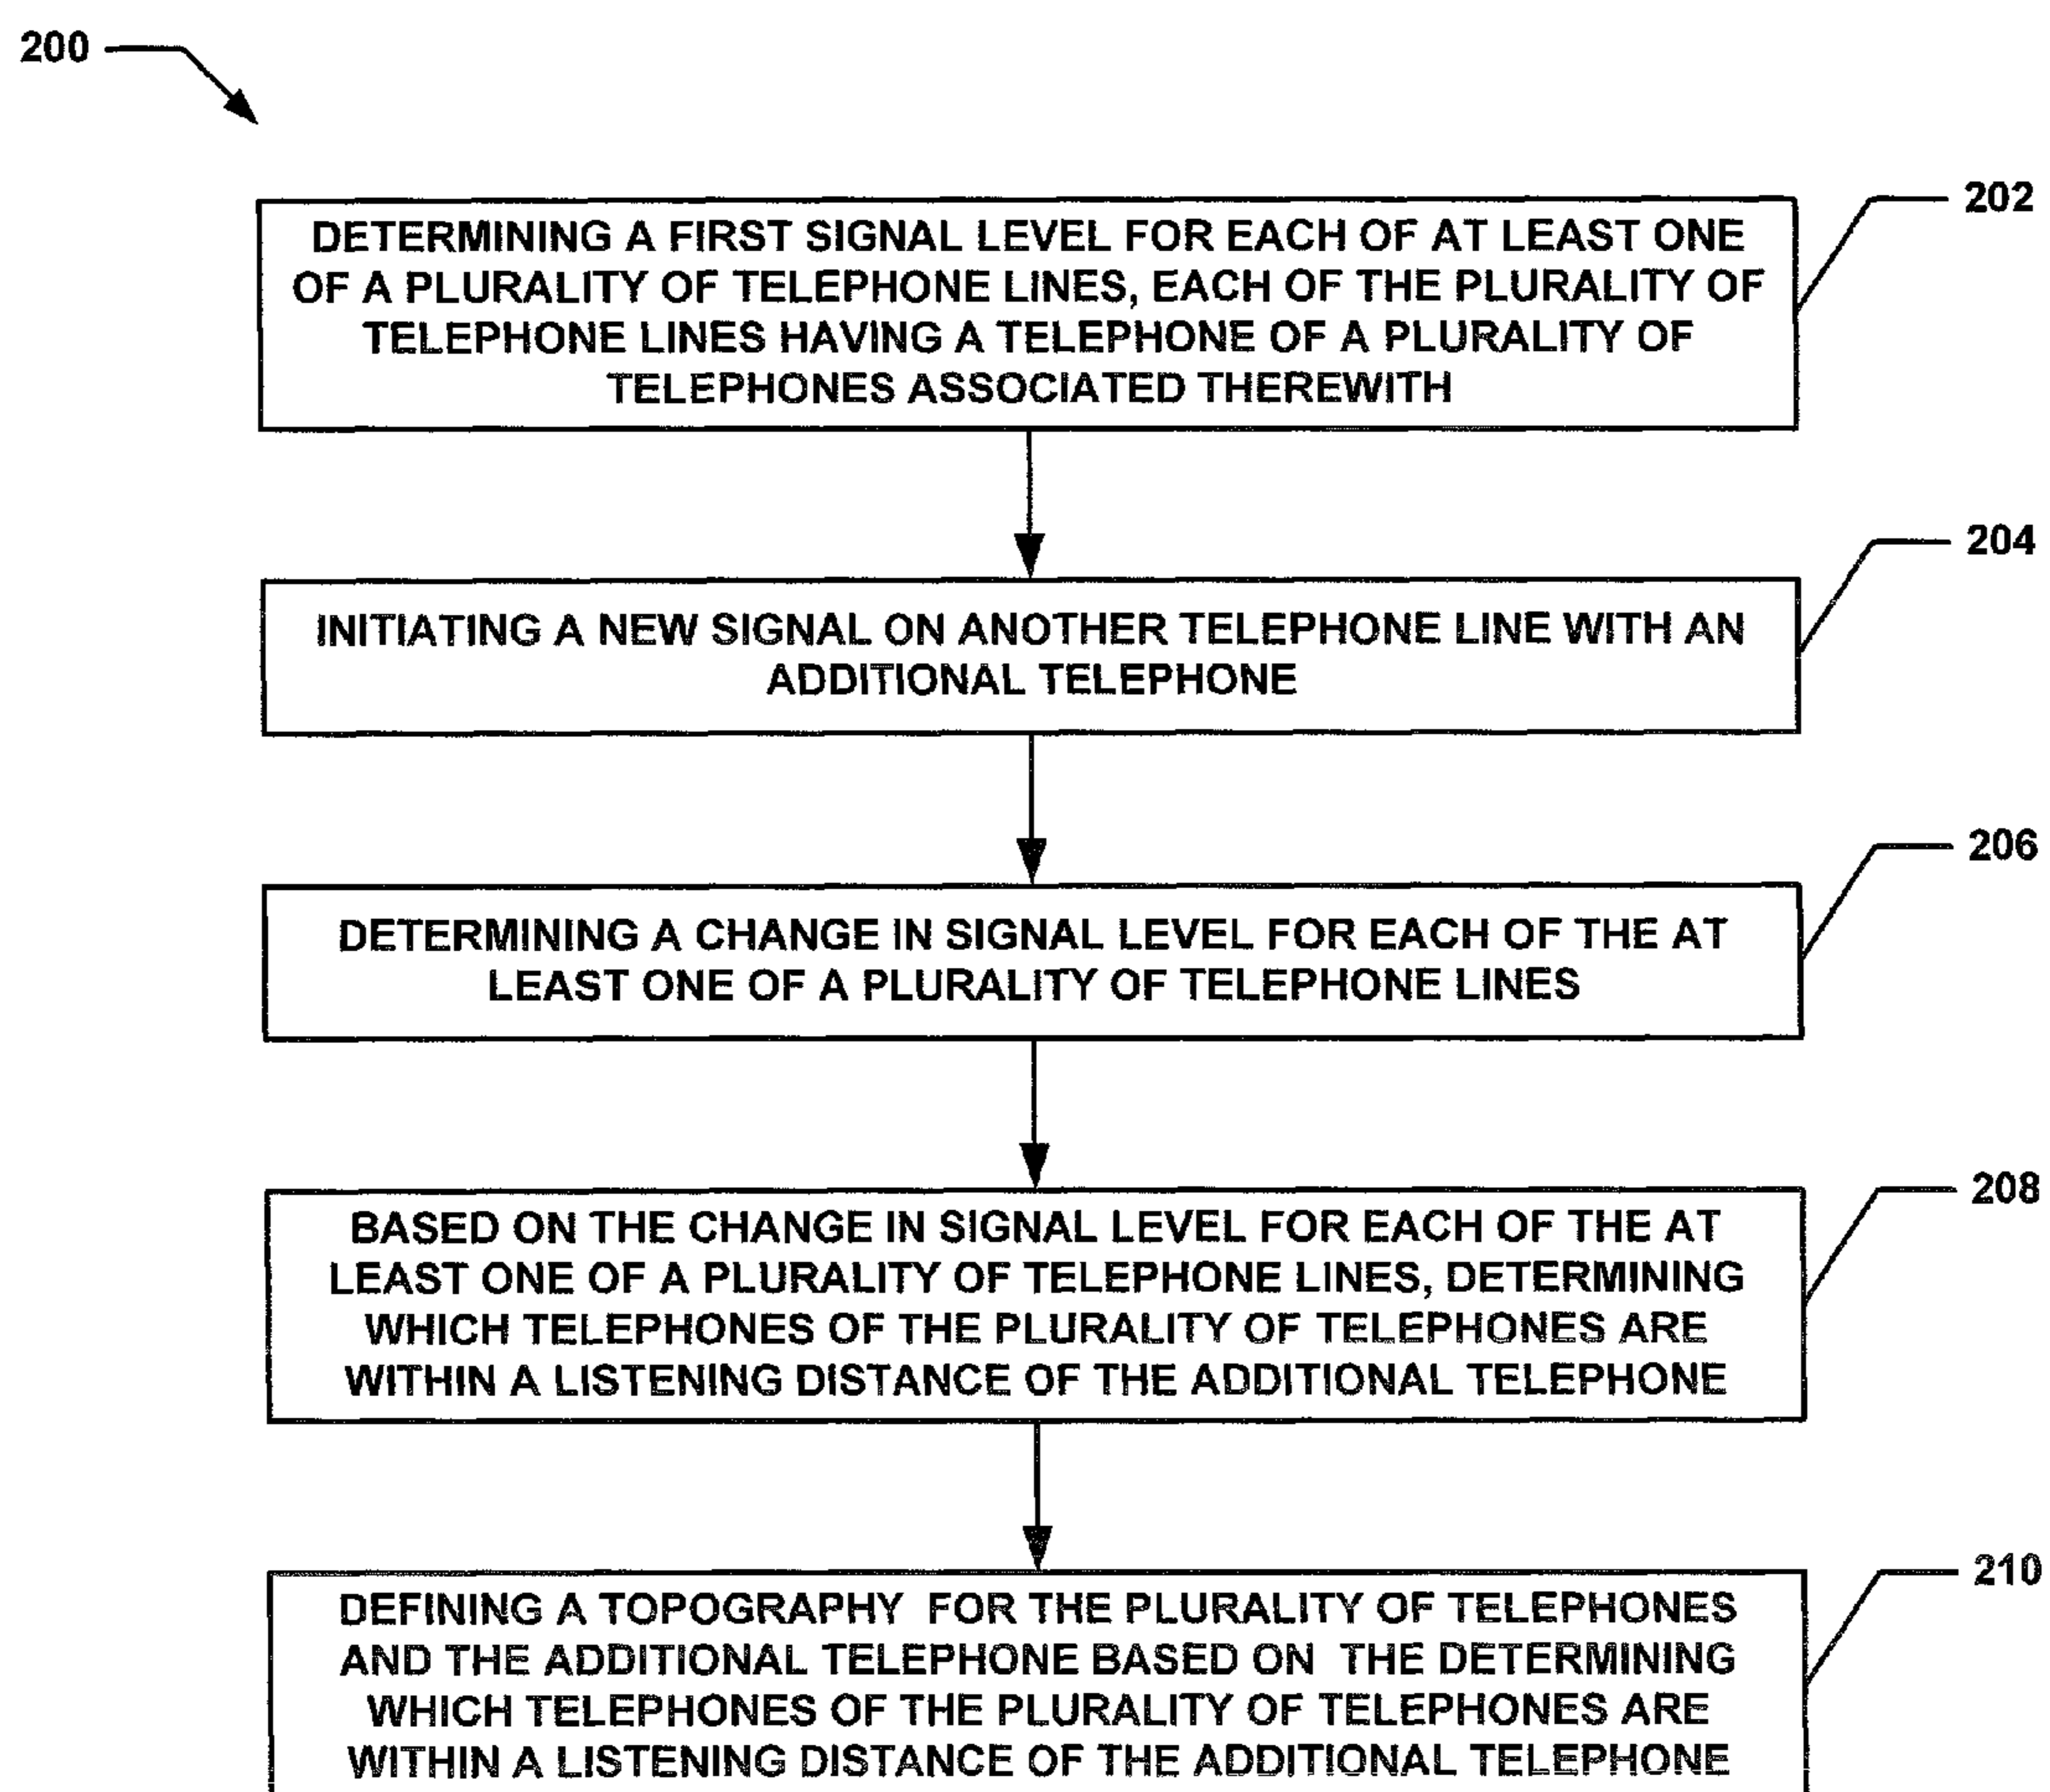 200
202
DETERMINING A FIRST SIGNAL LEVEL FOR EACH OF AT LEAST ONE
OF A PLURALITY OF TELEPHONE LINES, EACH OF THE PLURALITY OF
TELEPHONE LINES HAVING A TELEPHONE OF A PLURALITY OF
TELEPHONES ASSOCIATED THEREWITH
204
INITIATING A NEW SIGNAL ON ANOTHER TELEPHONE LINE WITH AN
ADDITIONAL TELEPHONE
206
DETERMINING A CHANGE IN SIGNAL LEVEL FOR EACH OF THE AT
LEAST ONE OF A PLURALITY OF TELEPHONE LINES
208
BASED ON THE CHANGE IN SIGNAL LEVEL FOR EACH OF THE AT
LEAST ONE OF A PLURALITY OF TELEPHONE LINES, DETERMINING
WHICH TELEPHONES OF THE PLURALITY OF TELEPHONES ARE
WITHIN A LISTENING DISTANCE OF THE ADDITIONAL TELEPHONE
210
DEFINING A TOPOGRAPHY FOR THE PLURALITY OF TELEPHONES
AND THE ADDITIONAL TELEPHONE BASED ON THE DETERMINING
WHICH TELEPHONES OF THE PLURALITY OF TELEPHONES ARE
WITHIN A LISTENING DISTANCE OF THE ADDITIONAL TELEPHONE